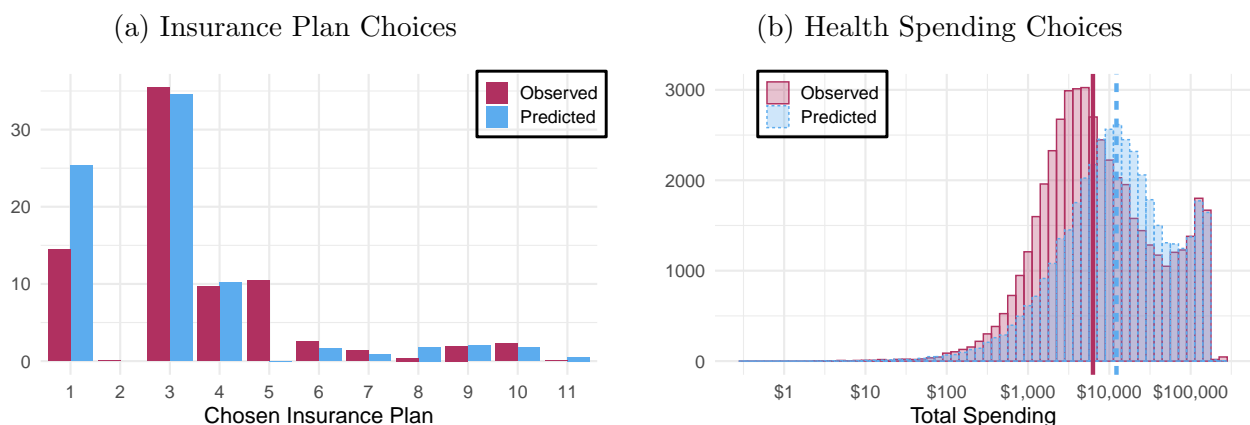 (a) Insurance Plan Choices
Observed
Predicted
30
20
10
0
1 2 3 4 5 6 7 8 9 10 11
Chosen Insurance Plan
(b) Health Spending Choices
Observed
Predicted
3000
2000
1000
0
$1 $10 $100 $1,000 $10,000 $100,000
Total Spending